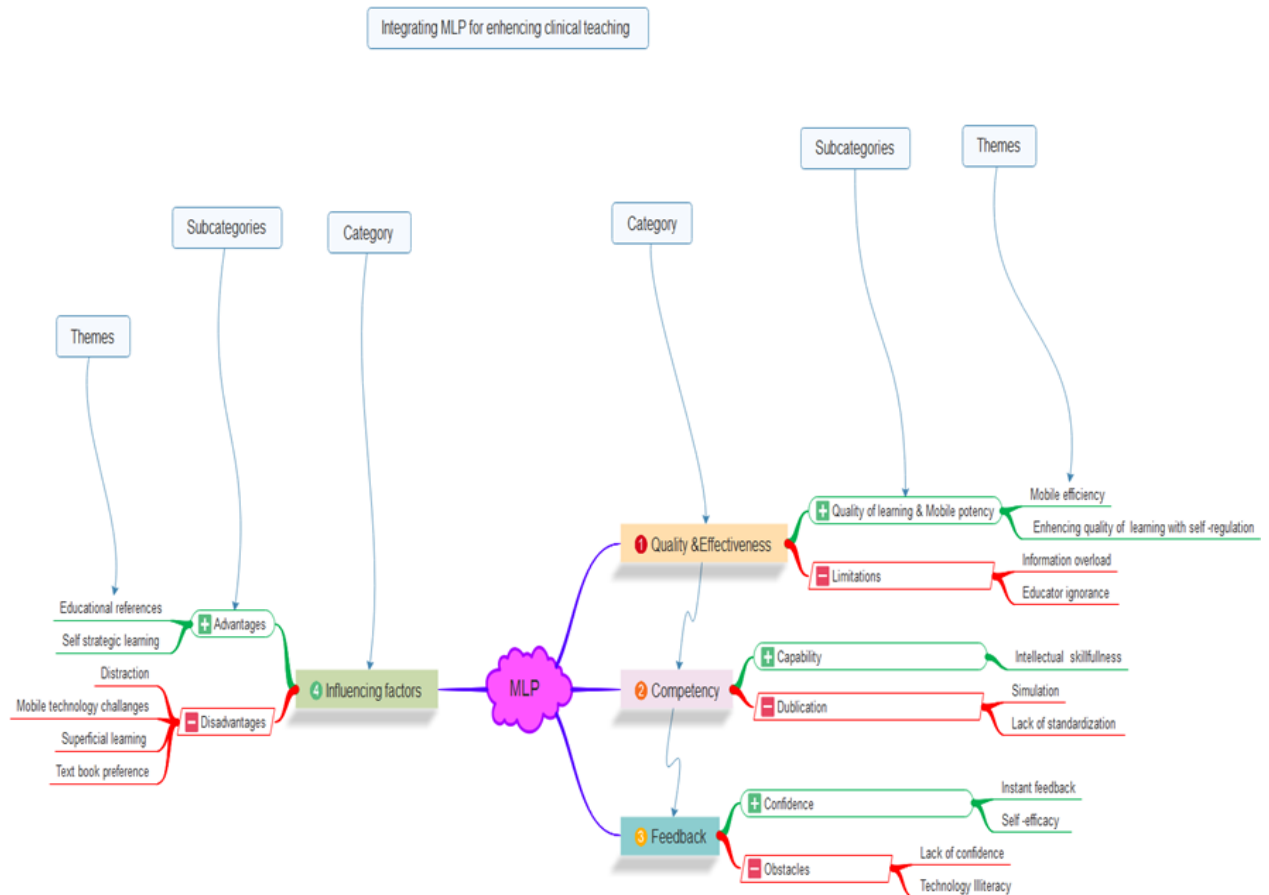 Integrating MLP for enhancing clinical teaching
Subcategories
Themes
Subcategories
Category
Category
Themes
Mobile efficiency
+ Quality of learning & Mobile potency
Enhancing quality of learning with self -regulation
1 Quality &Effectiveness
Information overload
− Limitations
Educator ignorance
Educational references
+ Advantages
Self strategic learning
+ Capability
Intellectual skillfullness
Distraction
4 Influencing factors
MLP
2 Competency
Simulation
− Dublication
Mobile technology challanges
− Disadvantages
Lack of standardization
Superficial learning
Text book preference
Instant feedback
+ Confidence
Self -efficacy
3 Feedback
Lack of confidence
− Obstacles
Technology Illiteracy